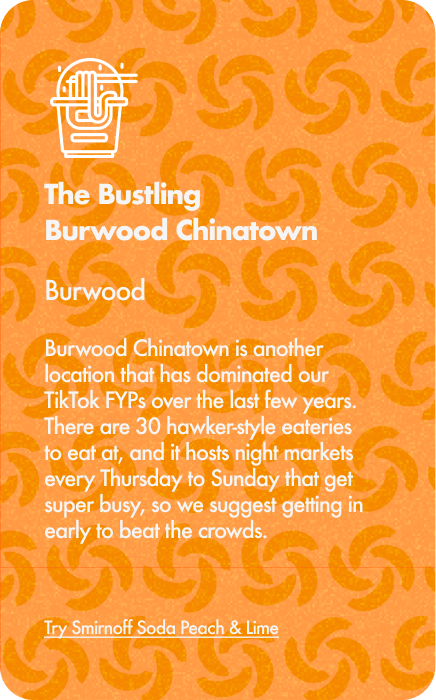 The Bustling
Burwood Chinatown
Burwood
Burwood Chinatown is another
location that has dominated our
TikTok FYPs over the last few years.
There are 30 hawker-style eateries
to eat at, and it hosts night markets
every Thursday to Sunday that get
super busy, so we suggest getting in
early to beat the crowds.
Try Smirnoff Soda Peach & Lime